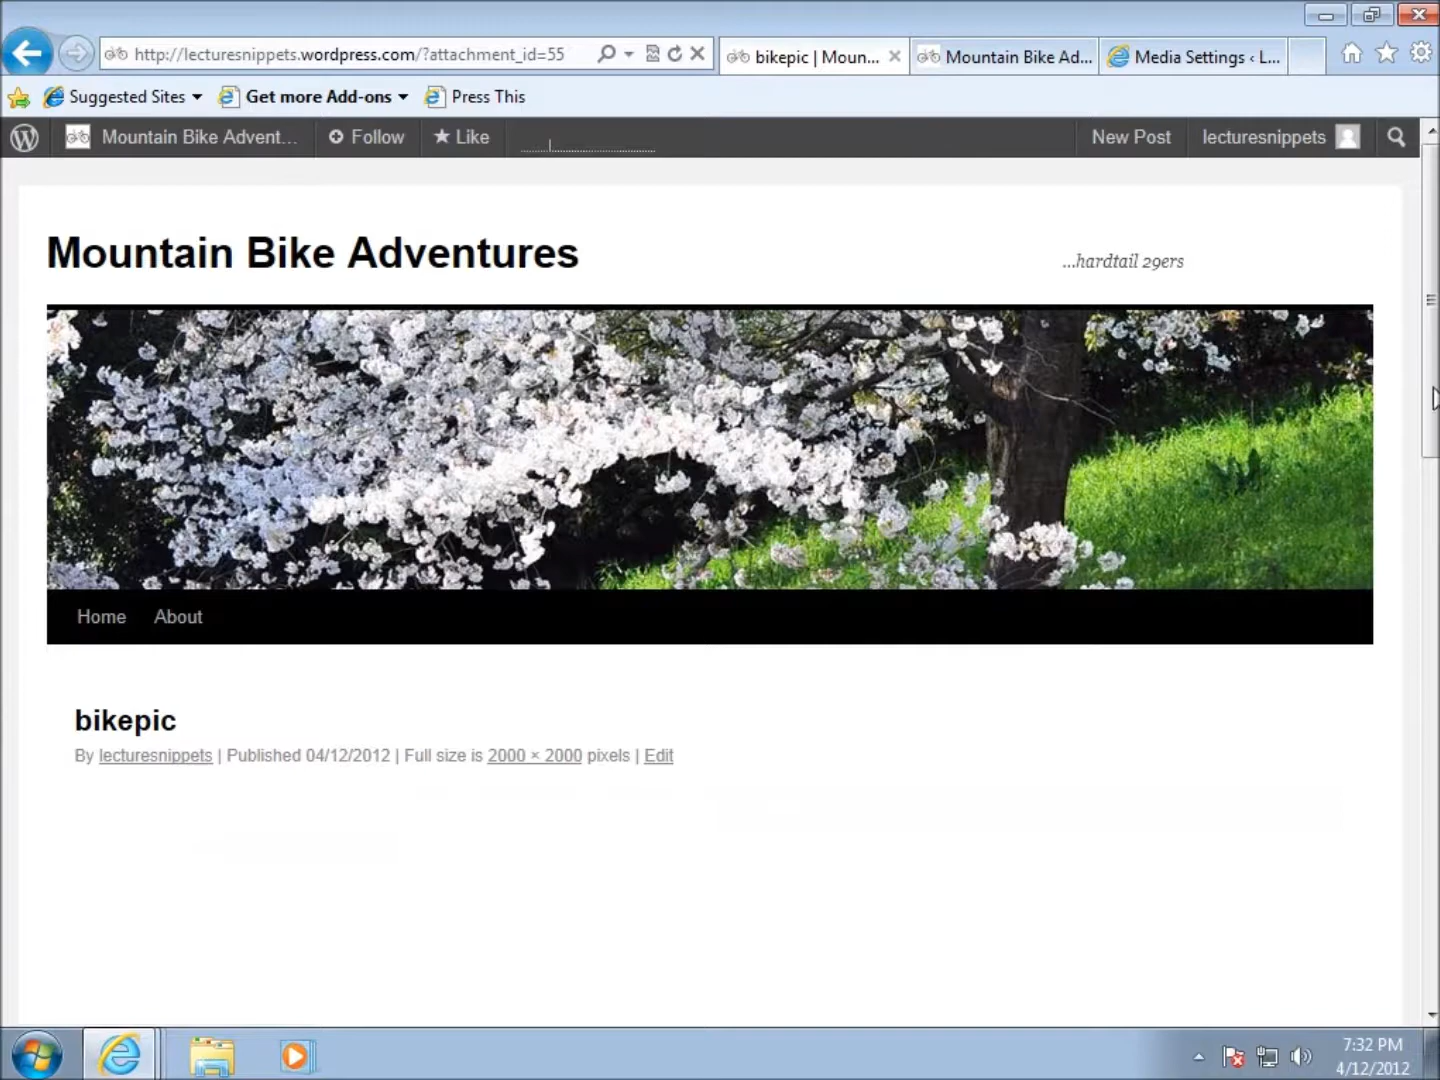 http://lecturesnippets.wordpress.com/?attachment_id=55
bikepic | Moun...
Mountain Bike Ad...
Media Settings ‹ L...
Suggested Sites
Get more Add-ons
Press This
Mountain Bike Advent...
Follow
Like
New Post
lecturesnippets
Mountain Bike Adventures
...hardtail 29ers
Home
About
bikepic
By lecturesnippets | Published 04/12/2012 | Full size is 2000 × 2000 pixels | Edit
7:32 PM
4/12/2012